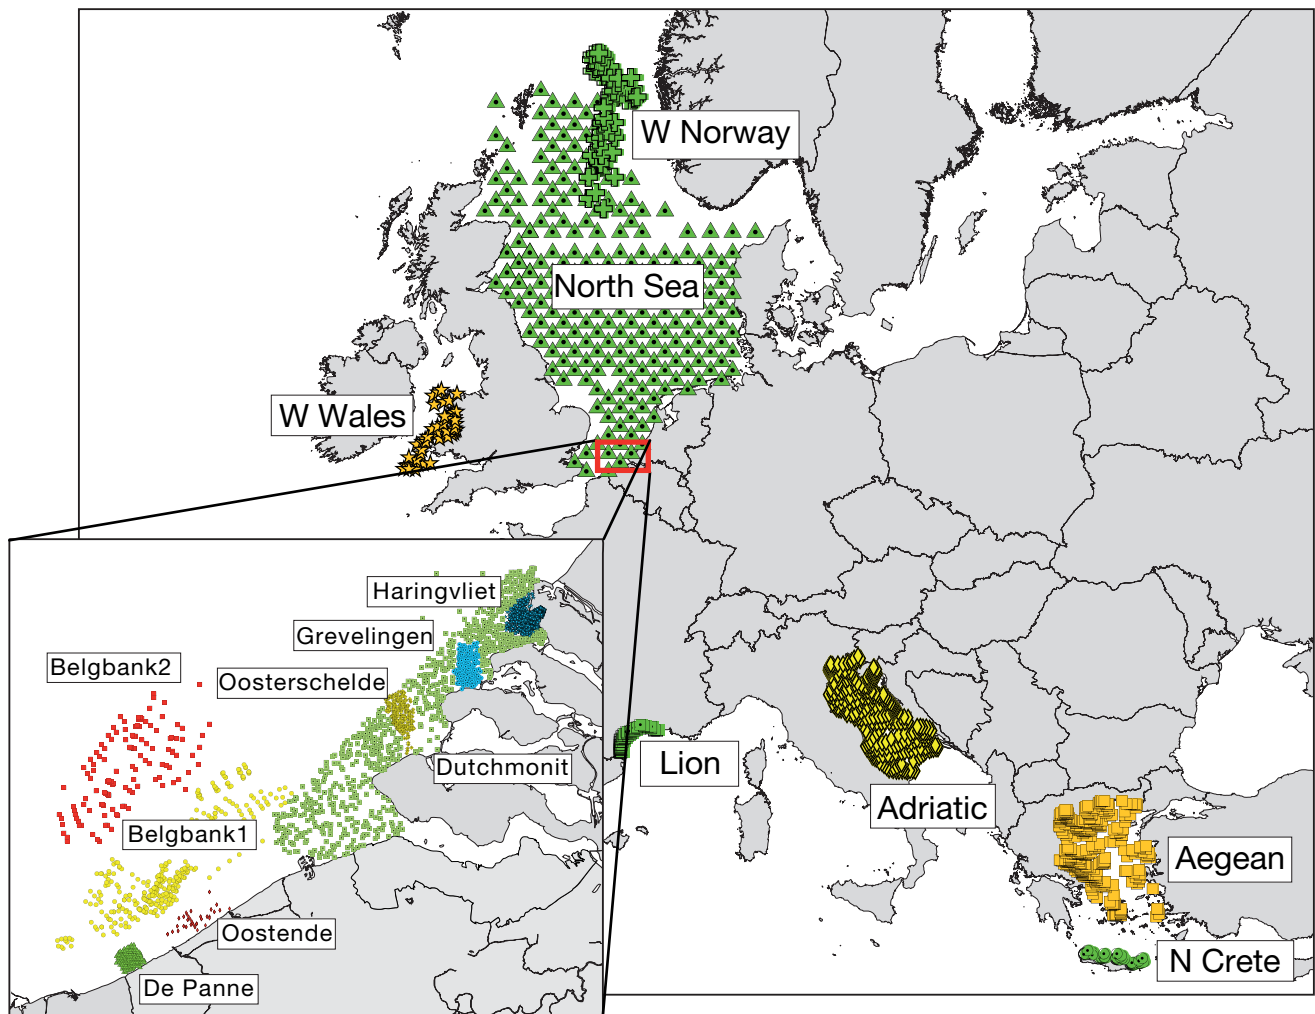 W Norway
North Sea
W Wales
Haringvliet
Grevelingen
Belgbank2
Oosterschelde
Dutchmonit
Lion
Adriatic
Belgbank1
Aegean
Oostende
N Crete
De Panne